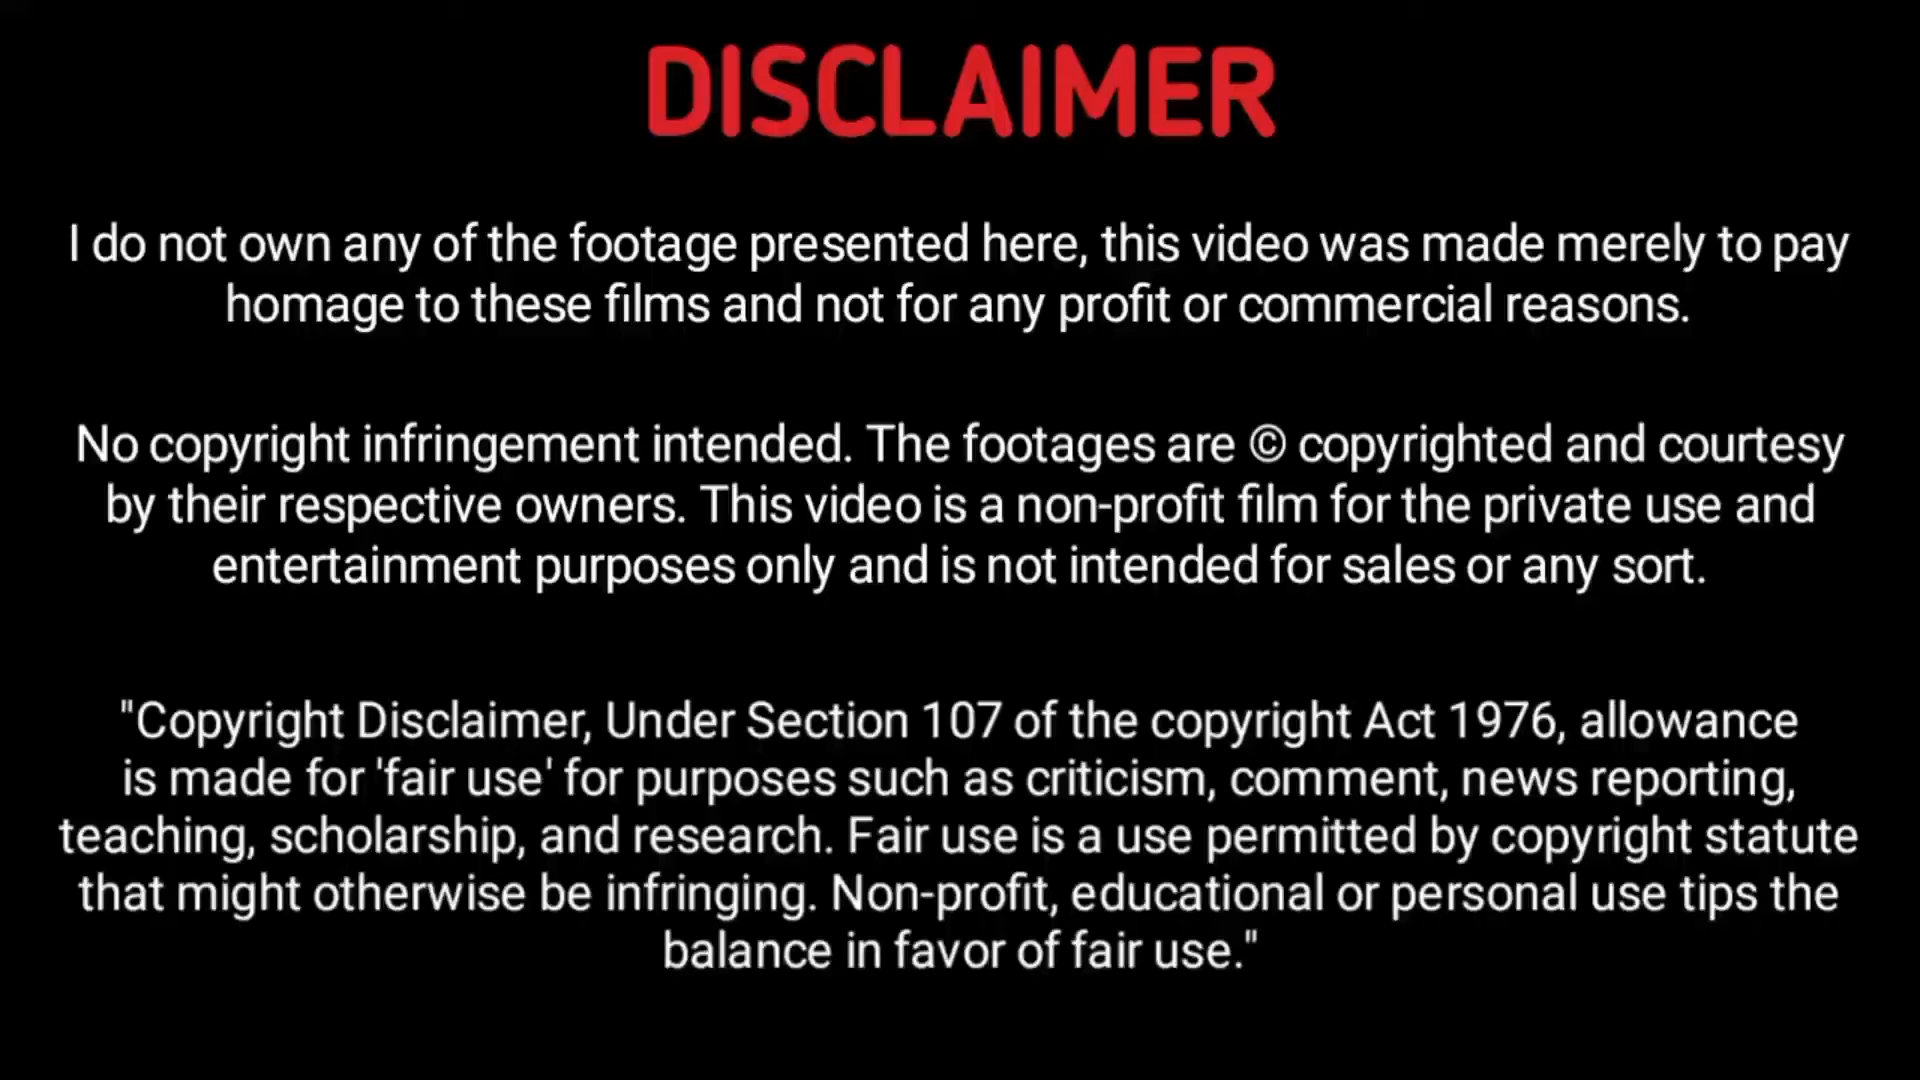 DISCLAIMER
I do not own any of the footage presented here, this video was made merely to pay
homage to these films and not for any profit or commercial reasons.
No copyright infringement intended. The footages are © copyrighted and courtesy
by their respective owners. This video is a non-profit film for the private use and
entertainment purposes only and is not intended for sales or any sort.
"Copyright Disclaimer, Under Section 107 of the copyright Act 1976, allowance
is made for 'fair use' for purposes such as criticism, comment, news reporting,
teaching, scholarship, and research. Fair use is a use permitted by copyright statute
that might otherwise be infringing. Non-profit, educational or personal use tips the
balance in favor of fair use."